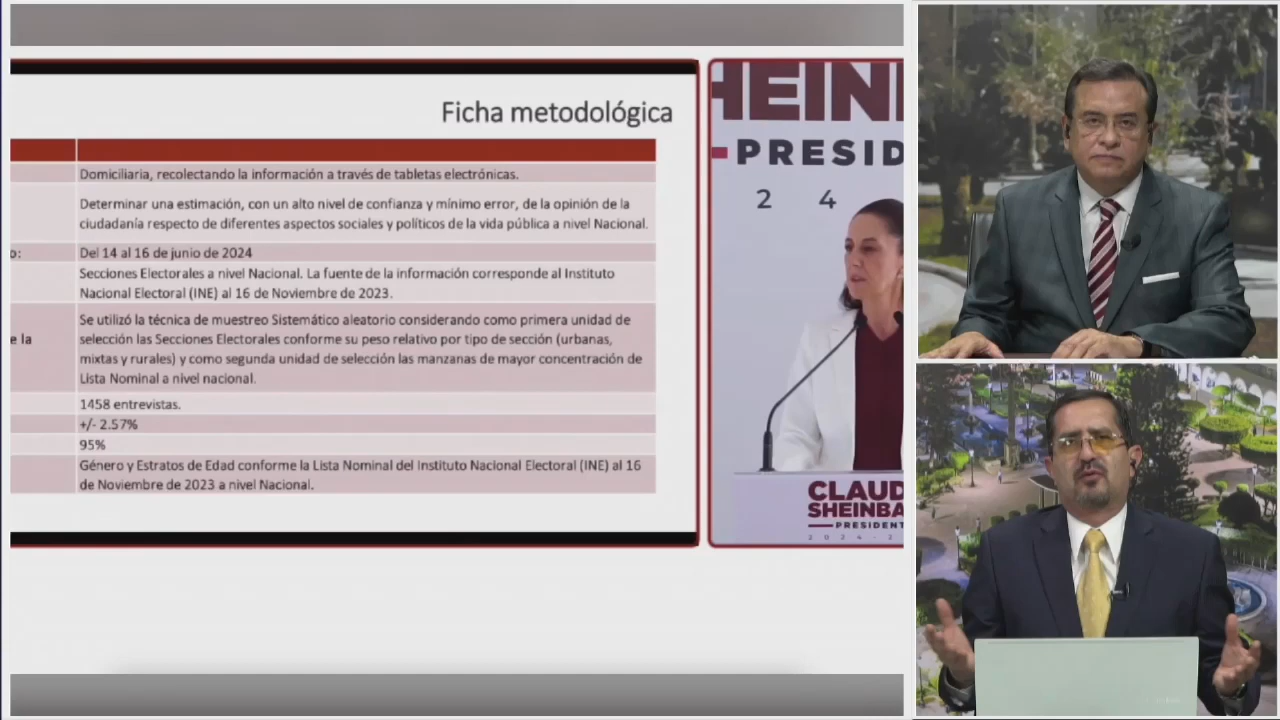 Ficha metodológica
Domiciliaria, recolectando la información a través de tabletas electrónicas.
Determinar una estimación, con un alto nivel de confianza y mínimo error, de la opinión de la
ciudadanía respecto de diferentes aspectos sociales y políticos de la vida pública a nivel Nacional.
o:
Del 14 al 16 de junio de 2024
Secciones Electorales a nivel Nacional. La fuente de la información corresponde al Instituto
Nacional Electoral (INE) al 16 de Noviembre de 2023.
Se utilizó la técnica de muestreo Sistemático aleatorio considerando como primera unidad de
selección las Secciones Electorales conforme su peso relativo por tipo de sección (urbanas,
e la
mixtas y rurales) y como segunda unidad de selección las manzanas de mayor concentración de
Lista Nominal a nivel nacional.
1458 entrevistas.
+/- 2.57%
95%
Género y Estratos de Edad conforme la Lista Nominal del Instituto Nacional Electoral (INE) al 16
de Noviembre de 2023 a nivel Nacional.
HEIN
PRESID
2 4
CLAUD
SHEINBA
PRESIDENT
2 0 2 4 - 2